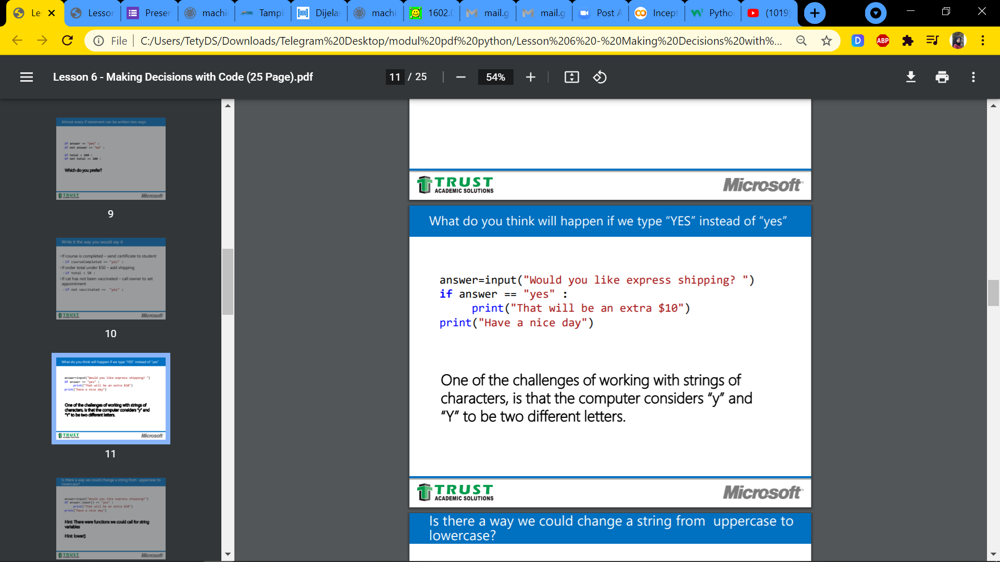 Le
Lesso
Preser
machi
Tampi
Dijela
machi
1602.
mail.g
mail.g
Post A
Incept
Pytho
(1019)
File
C:/Users/TetyDS/Downloads/Telegram%20Desktop/modul%20pdf%20python/Lesson%206%20-%20Making%20Decisions%20with%...
ABP
Lesson 6 - Making Decisions with Code (25 Page).pdf
11 / 25
54%
Almost every if statement can be written two ways
if answer == "yes" :
if not answer == "no" :
if total < 100 :
if not total >= 100 :
Which do you prefer?
TRUST
ACADEMIC SOLUTIONS
Microsoft
9
Write it the way you would say it
•If course is completed – send certificate to student
•if courseCompleted == "yes" :
•If order total under $50 – add shipping
•if total < 50 :
•If cat has not been vaccinated – call owner to set
appointment
•if not vaccinated == "yes" :
TRUST
ACADEMIC SOLUTIONS
Microsoft
10
What do you think will happen if we type “YES” instead of “yes”
answer=input("Would you like express shipping? ")
if answer == "yes" :
print("That will be an extra $10")
print("Have a nice day")
One of the challenges of working with strings of
characters, is that the computer considers “y” and
“Y” to be two different letters.
TRUST
ACADEMIC SOLUTIONS
Microsoft
11
Is there a way we could change a string from uppercase to
lowercase?
answer=input("Would you like express shipping?")
if answer.lower() == "yes" :
print("That will be an extra $10")
print("Have a nice day")
Hint: There were functions we could call for string
variables
Hint: lower()
TRUST
ACADEMIC SOLUTIONS
Microsoft
TRUST
ACADEMIC SOLUTIONS
Microsoft
What do you think will happen if we type “YES” instead of “yes”
answer=input("Would you like express shipping? ")
if answer == "yes" :
print("That will be an extra $10")
print("Have a nice day")
One of the challenges of working with strings of
characters, is that the computer considers “y” and
“Y” to be two different letters.
TRUST
ACADEMIC SOLUTIONS
Microsoft
Is there a way we could change a string from uppercase to
lowercase?